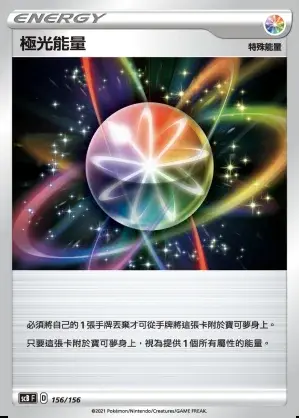 ENERGY
極光能量
特殊能量
必須將自己的1張手牌丟棄才可從手牌將這張卡附於寶可夢身上。
只要這張卡附於寶可夢身上，視為提供1個所有屬性的能量。
sc3 F D 156/156
©2021 Pokémon/Nintendo/Creatures/GAME FREAK.